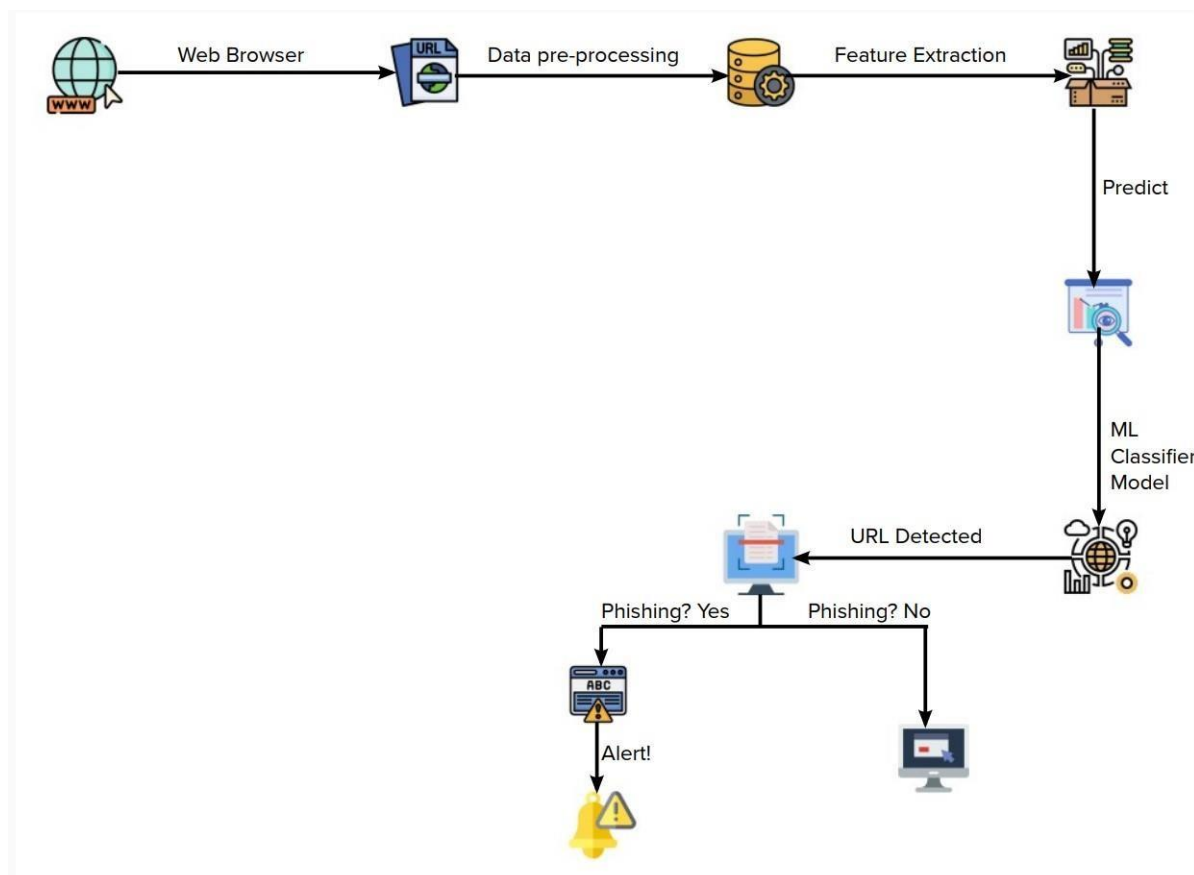 Web Browser
Data pre-processing
Feature Extraction
WWW
URL
Predict
ML
Classifier
Model
URL Detected
Phishing? Yes
Phishing? No
ABC
Alert!